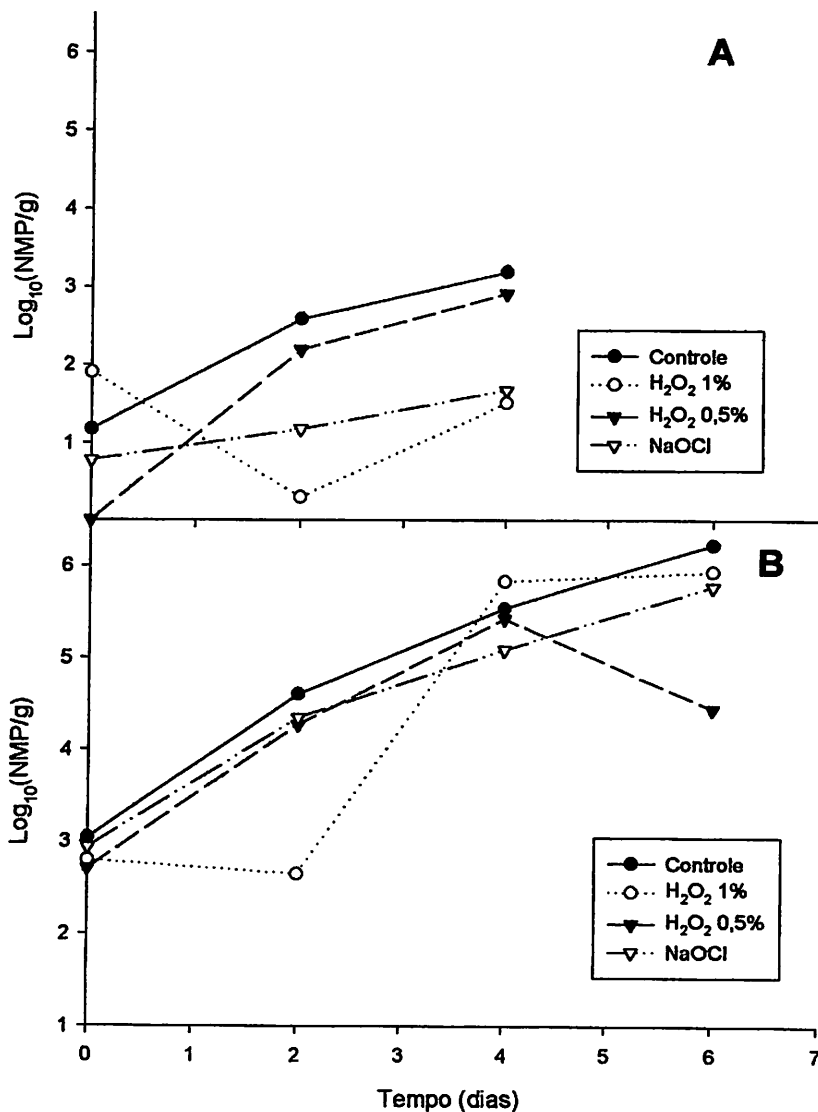 A
6
5
4
3
2
1
Log₁₀(NMP/g)
Controle
H₂O₂ 1%
H₂O₂ 0,5%
NaOCl
B
6
5
4
3
2
1
Log₁₀(NMP/g)
Controle
H₂O₂ 1%
H₂O₂ 0,5%
NaOCl
0 1 2 3 4 5 6 7
Tempo (dias)